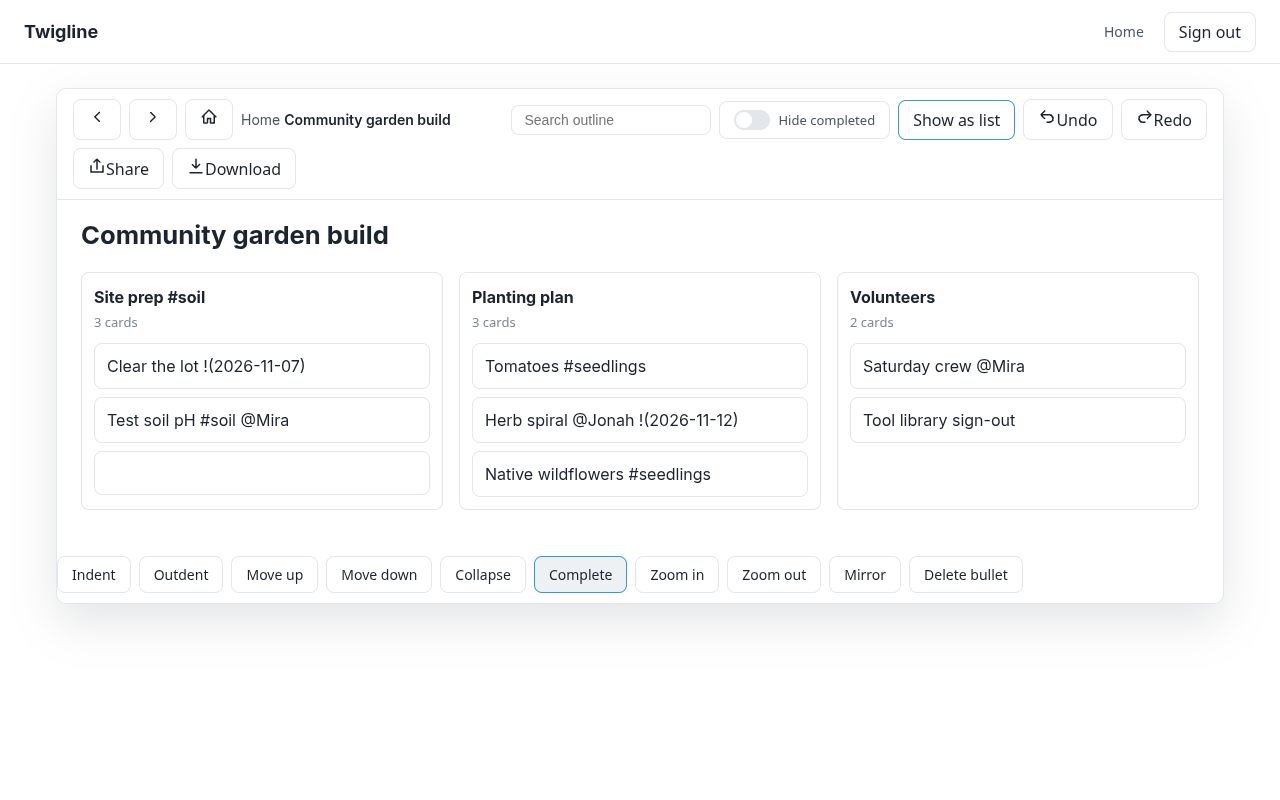 Twigline
Home
Sign out
Home Community garden build
Search outline
Hide completed
Show as list
Undo
Redo
Share
Download
Community garden build
Site prep #soil
3 cards
Clear the lot !(2026-11-07)
Test soil pH #soil @Mira
Planting plan
3 cards
Tomatoes #seedlings
Herb spiral @Jonah !(2026-11-12)
Native wildflowers #seedlings
Volunteers
2 cards
Saturday crew @Mira
Tool library sign-out
Indent
Outdent
Move up
Move down
Collapse
Complete
Zoom in
Zoom out
Mirror
Delete bullet